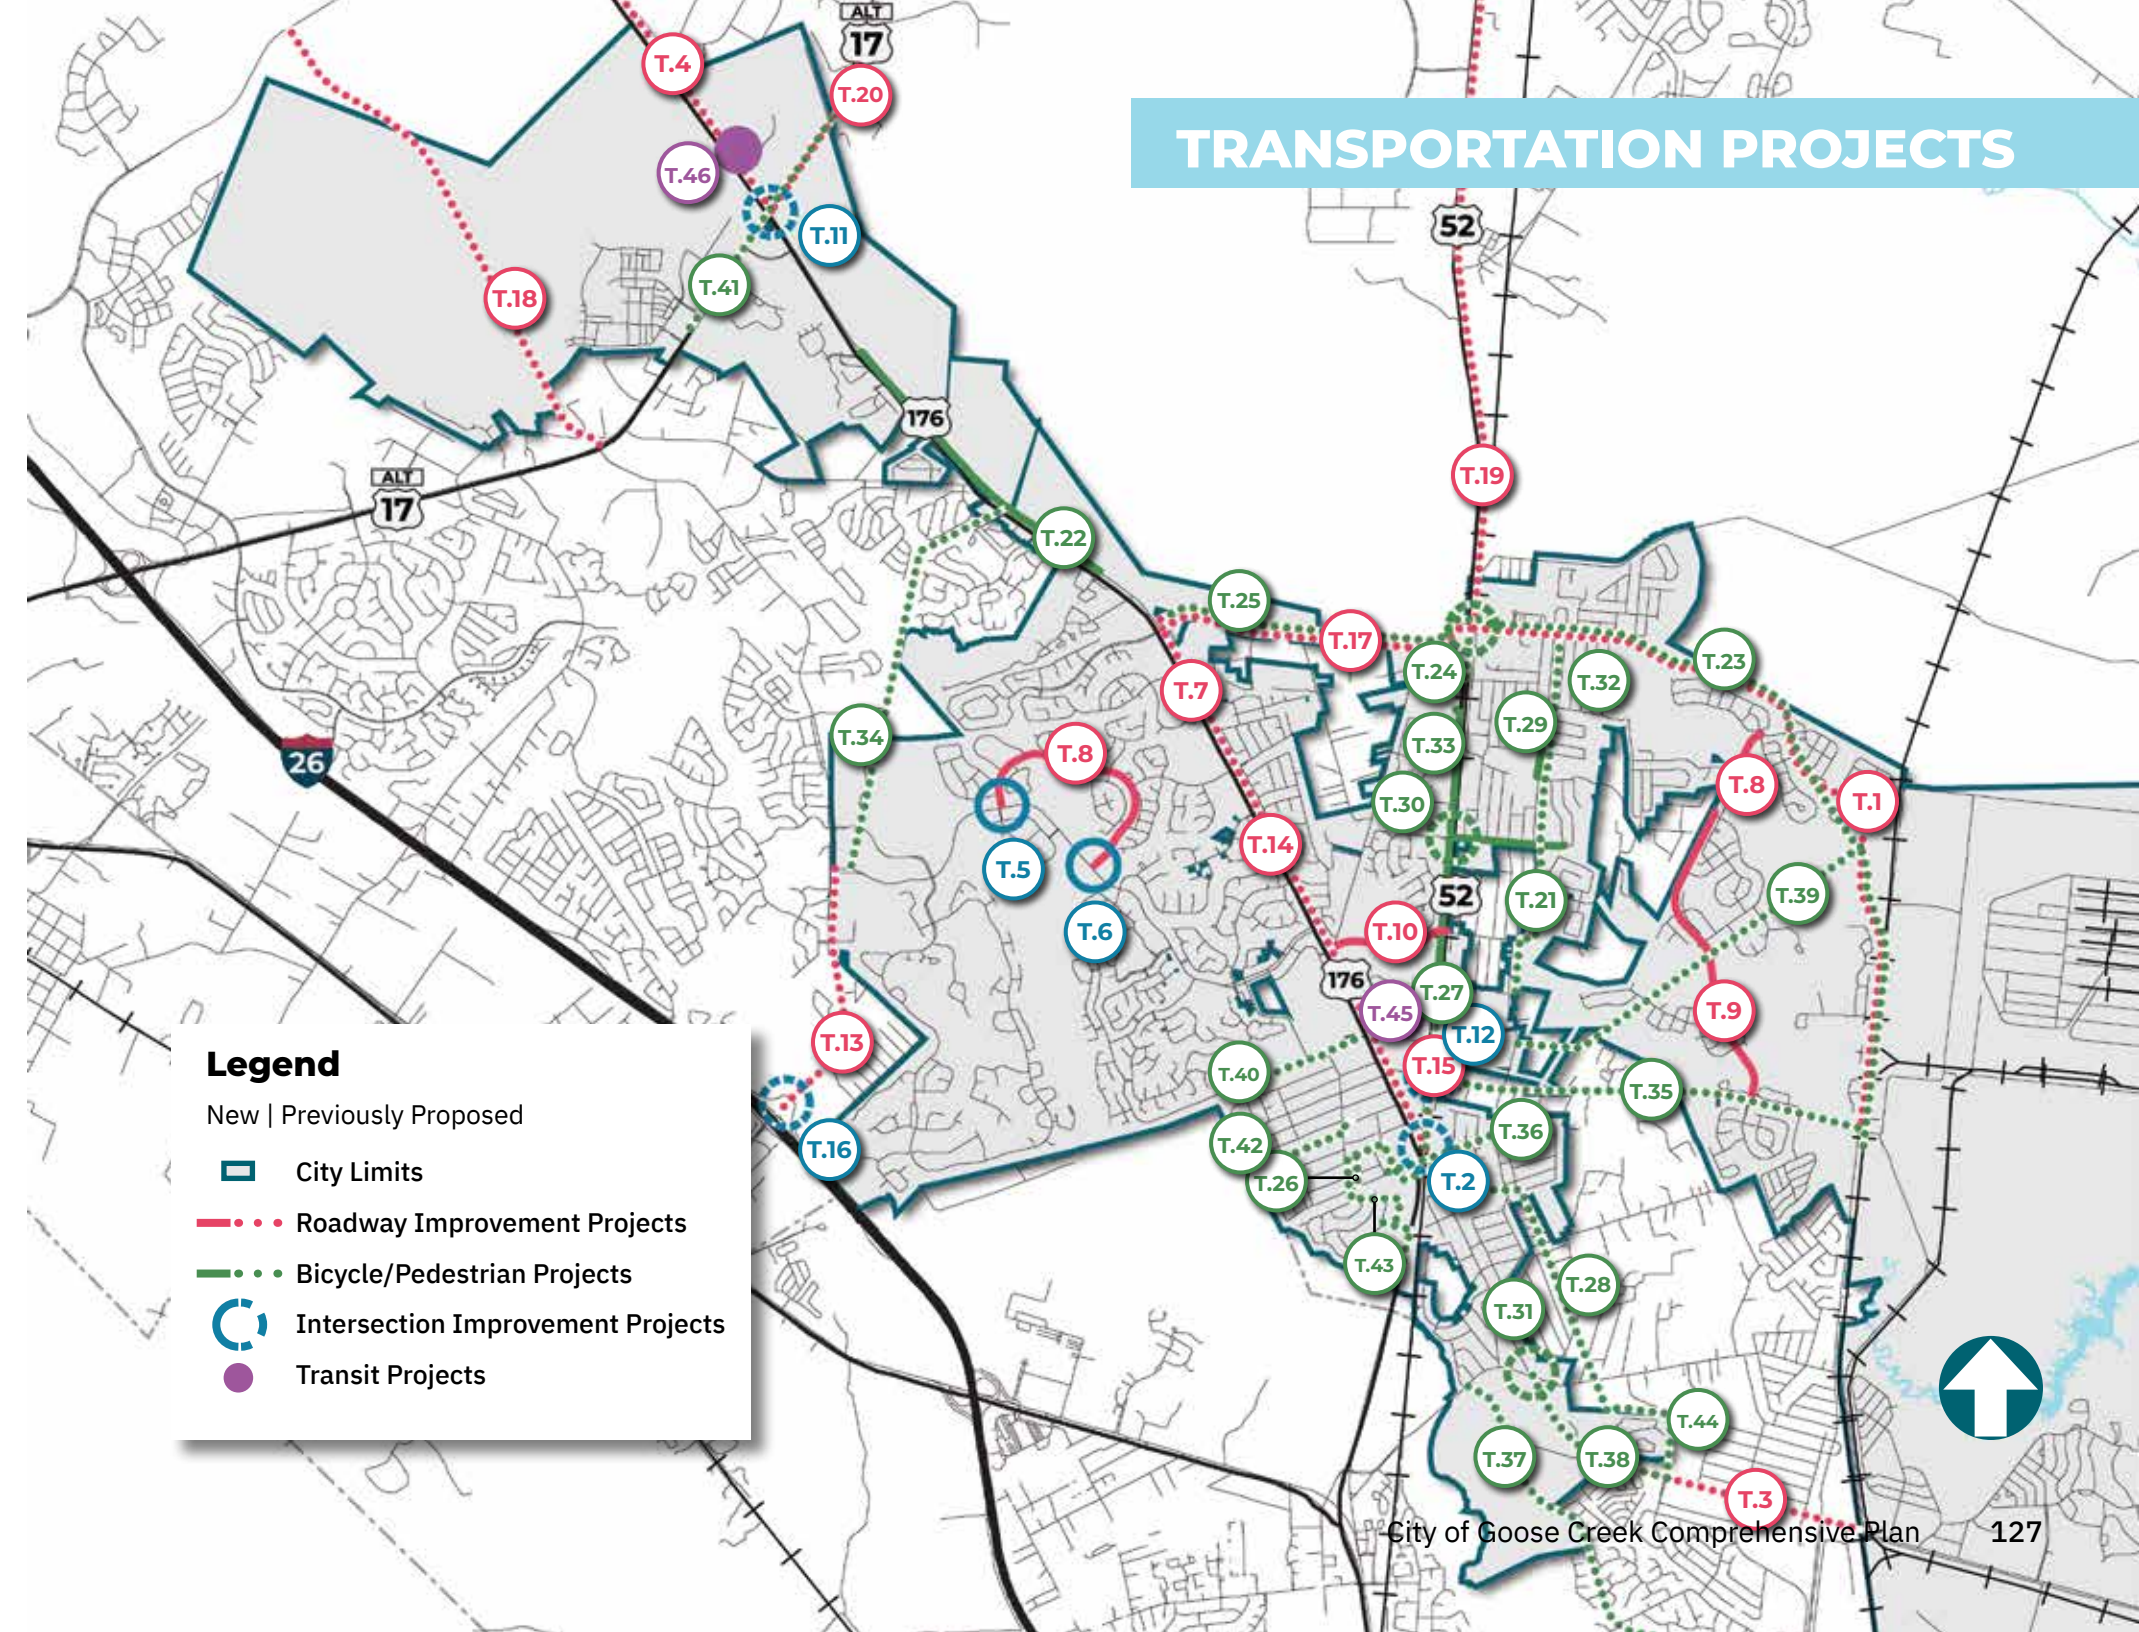 ALT
17
T.4
T.20
TRANSPORTATION PROJECTS
T.46
T.11
52
T.41
T.18
176
T.19
ALT
17
T.22
T.25
T.17
T.24
T.23
T.32
T.7
T.29
T.34
T.33
T.8
26
T.8
T.30
T.1
T.14
T.5
52
T.39
T.21
T.6
T.10
176
T.27
T.45
T.9
T.12
T.13
T.15
Legend
T.40
T.35
New | Previously Proposed
T.36
T.42
T.16
City Limits
T.26
T.2
Roadway Improvement Projects
T.43
Bicycle/Pedestrian Projects
T.28
T.31
Intersection Improvement Projects
Transit Projects
T.44
T.37
T.38
T.3
City of Goose Creek Comprehensive Plan 127